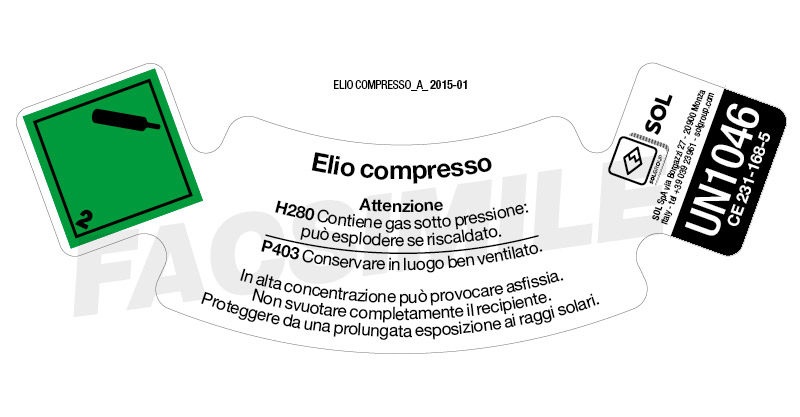 ELIO COMPRESSO_A_2015-01
2
Elio compresso
Attenzione
H280 Contiene gas sotto pressione:
può esplodere se riscaldato.
P403 Conservare in luogo ben ventilato.
In alta concentrazione può provocare asfissia.
Non svuotare completamente il recipiente.
Proteggere da una prolungata esposizione ai raggi solari.
FACSIMILE
SOL
SOLGROUP
SOL SpA via Borgazzi 27 - 20900 Monza
Italy - tel +39 039 23961 - solgroup.com
UN1046
CE 231-168-5